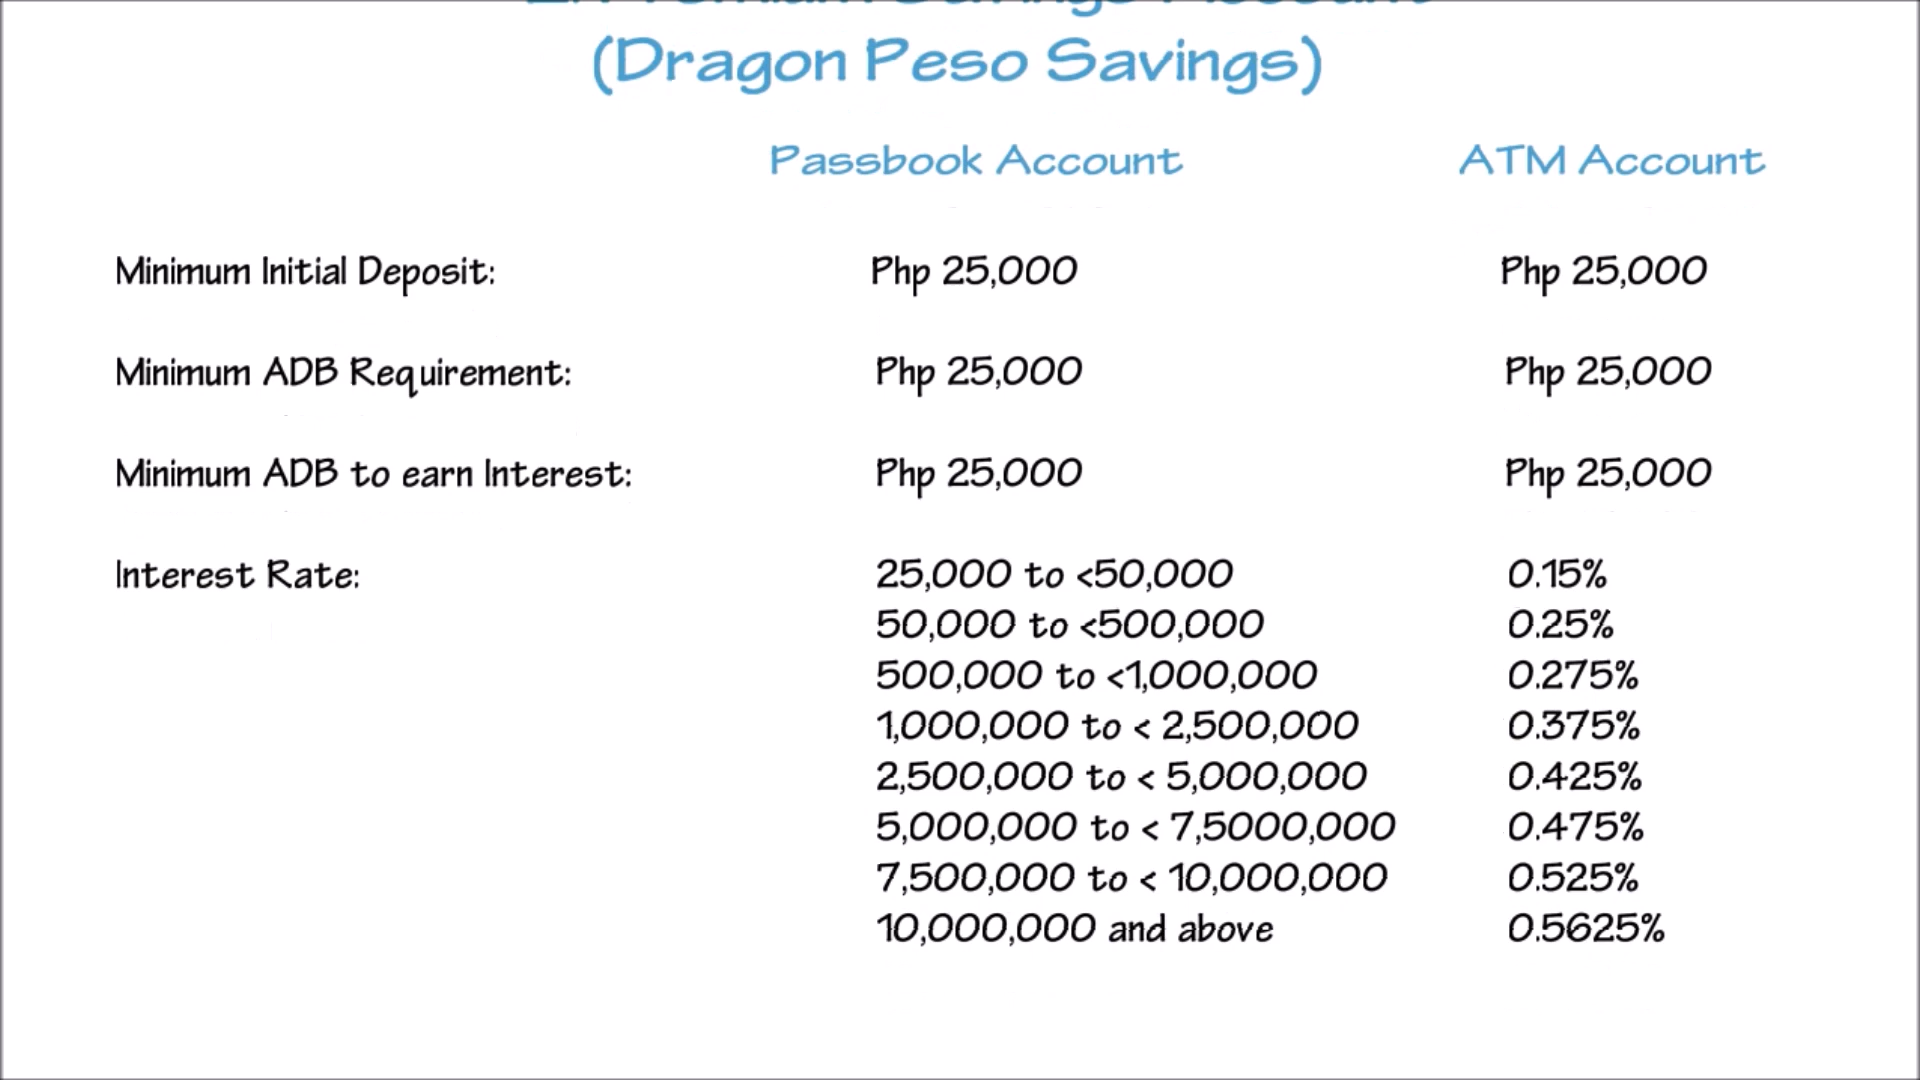 (Dragon Peso Savings)
Passbook Account ATM Account
Minimum Initial Deposit: Php 25,000 Php 25,000
Minimum ADB Requirement: Php 25,000 Php 25,000
Minimum ADB to earn Interest: Php 25,000 Php 25,000
Interest Rate: 25,000 to <50,000 0.15%
50,000 to <500,000 0.25%
500,000 to <1,000,000 0.275%
1,000,000 to < 2,500,000 0.375%
2,500,000 to < 5,000,000 0.425%
5,000,000 to < 7,5000,000 0.475%
7,500,000 to < 10,000,000 0.525%
10,000,000 and above 0.5625%